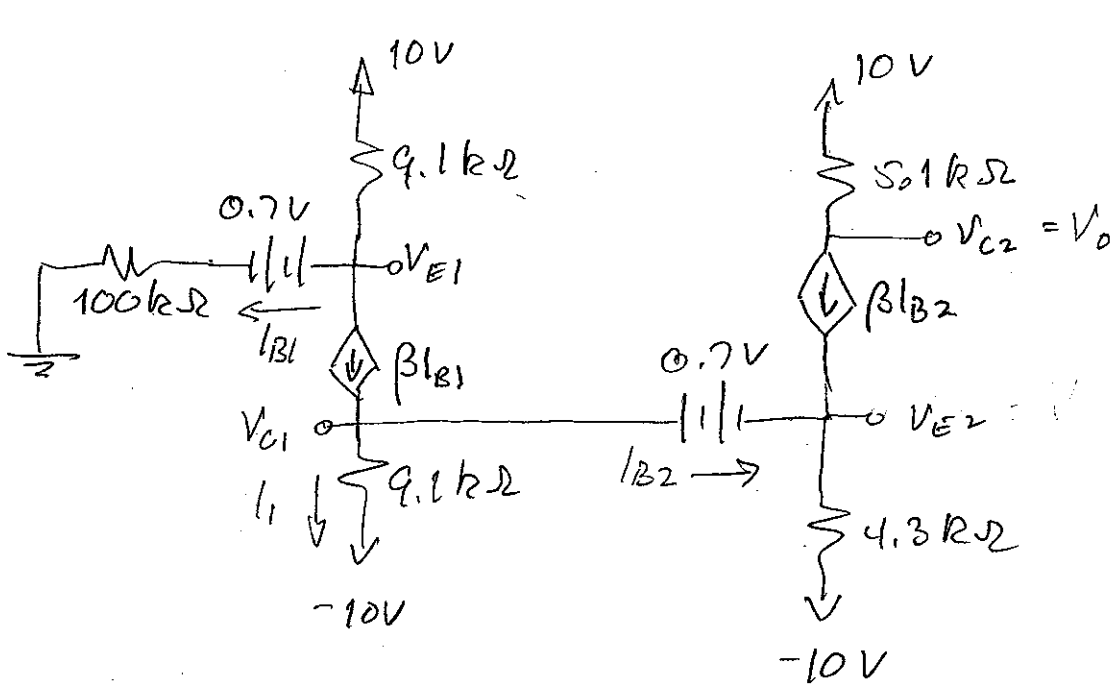 10V
10V
9.1kΩ
5.1kΩ
0.7V
VE1
VC2 = Vo
100kΩ
IB1
βIB1
βIB2
0.7V
VC1
VE2 =
IB2
I1
9.1kΩ
4.3kΩ
-10V
-10V